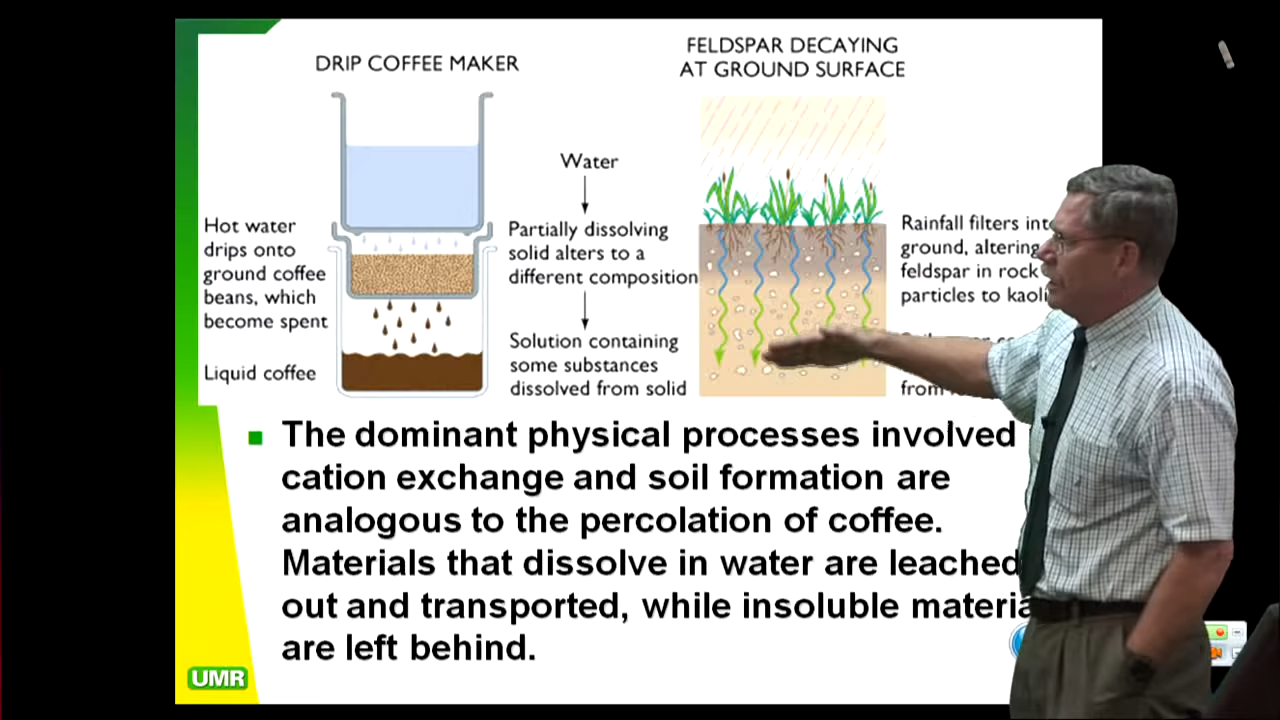 DRIP COFFEE MAKER
FELDSPAR DECAYING
AT GROUND SURFACE
Water
Hot water
drips onto
ground coffee
beans, which
become spent
Liquid coffee
Partially dissolving
solid alters to a
different composition
Solution containing
some substances
dissolved from solid
Rainfall filters into
ground, altering
feldspar in rock
particles to
from
The dominant physical processes involved
cation exchange and soil formation are
analogous to the percolation of coffee.
Materials that dissolve in water are leached
out and transported, while insoluble
are left behind.
UMR